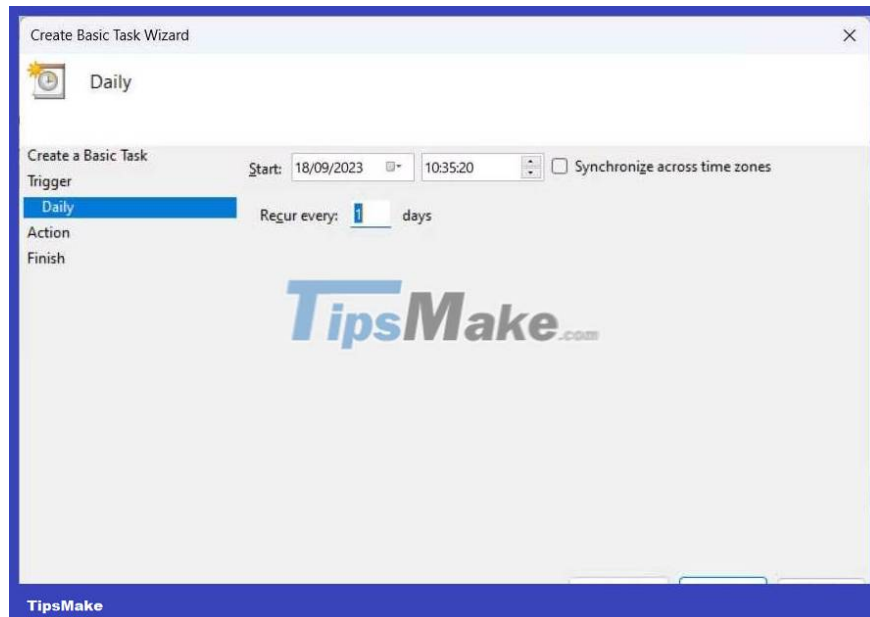 Create Basic Task Wizard
Daily
Create a Basic Task
Trigger
Daily
Action
Finish
Start: 18/09/2023 10:35:20 Synchronize across time zones
Recur every: 1 days
TipsMake.com
TipsMake